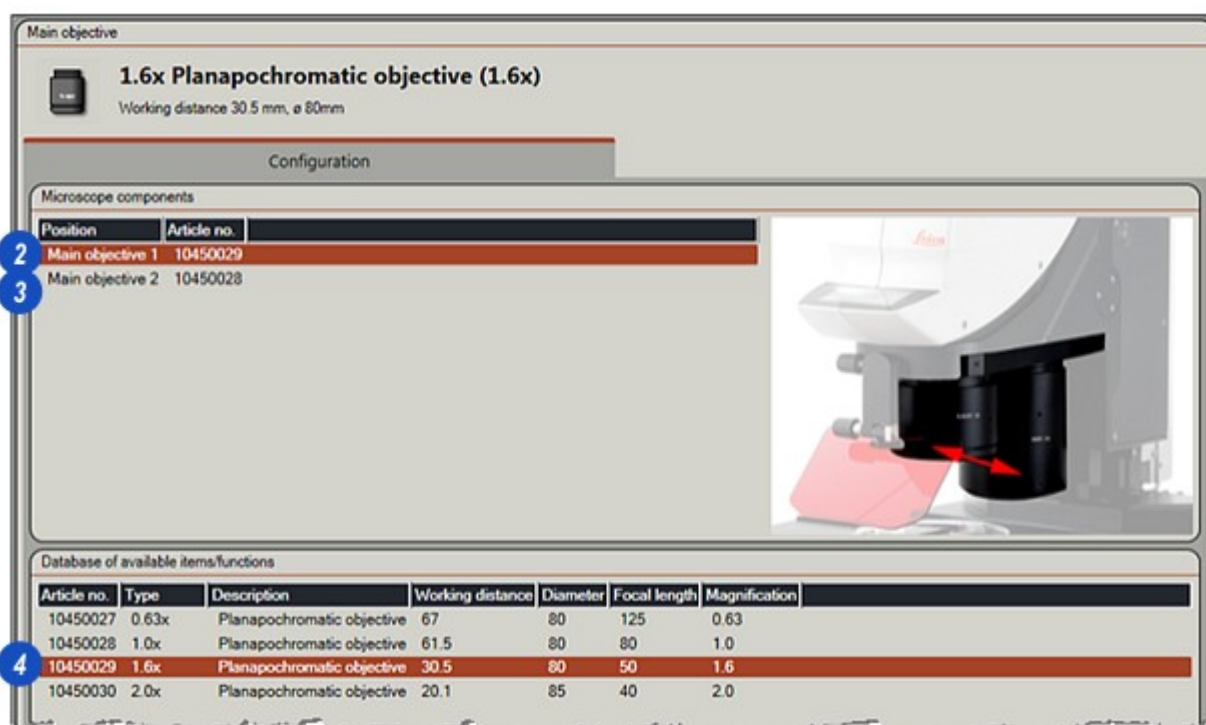 Main objective
1.6x Planapochromatic objective (1.6x)
Working distance 30.5 mm, ø 80mm
Configuration
Microscope components
Position Article no.
2 Main objective 1 10450029
3 Main objective 2 10450028
Leica
Database of available items/functions
Article no. Type Description Working distance Diameter Focal length Magnification
10450027 0.63x Planapochromatic objective 67 80 125 0.63
10450028 1.0x Planapochromatic objective 61.5 80 80 1.0
4 10450029 1.6x Planapochromatic objective 30.5 80 50 1.6
10450030 2.0x Planapochromatic objective 20.1 85 40 2.0